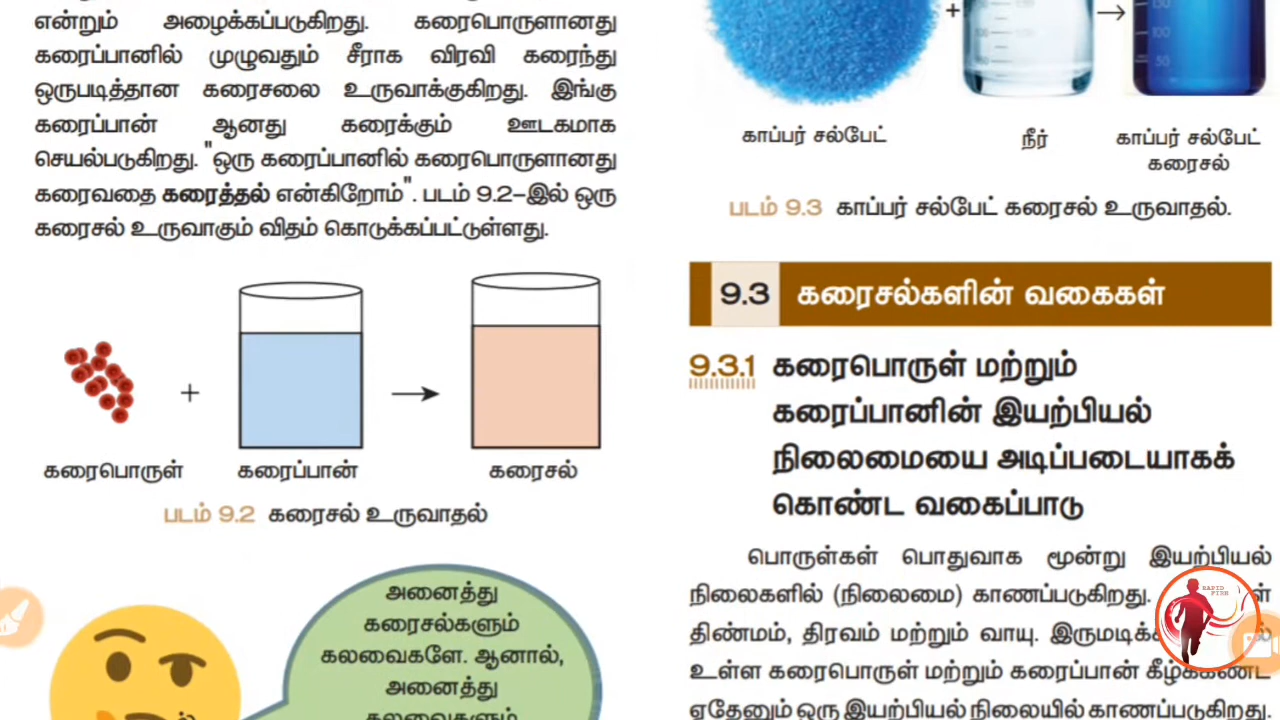 என்றும் அழைக்கப்படுகிறது. கரைபொருளானது
கரைப்பானில் முழுவதும் சீராக விரவி கரைந்து
ஒருபடித்தான கரைசலை உருவாக்குகிறது. இங்கு
கரைப்பான் ஆனது கரைக்கும் ஊடகமாக
செயல்படுகிறது. "ஒரு கரைப்பானில் கரைபொருளானது
கரைவதை கரைத்தல் என்கிறோம்". படம் 9.2–இல் ஒரு
கரைசல் உருவாகும் விதம் கொடுக்கப்பட்டுள்ளது.
+
கரைபொருள் கரைப்பான் கரைசல்
படம் 9.2 கரைசல் உருவாதல்
அனைத்து
கரைசல்களும்
கலவைகளே. ஆனால்,
அனைத்து
கலவைகளும்
+
100
50
காப்பர் சல்பேட் நீர் காப்பர் சல்பேட்
கரைசல்
படம் 9.3 காப்பர் சல்பேட் கரைசல் உருவாதல்.
9.3 கரைசல்களின் வகைகள்
9.3.1 கரைபொருள் மற்றும்
கரைப்பானின் இயற்பியல்
நிலைமையை அடிப்படையாகக்
கொண்ட வகைப்பாடு
பொருள்கள் பொதுவாக மூன்று இயற்பியல்
நிலைகளில் (நிலைமை) காணப்படுகிறது.
திண்மம், திரவம் மற்றும் வாயு.
உள்ள கரைபொருள் மற்றும் கரைப்பான் கீழ்க்கண்ட
ஏதேனும் ஒரு இயற்பியல் நிலையில் காணப்படுகிறது.
RAPID